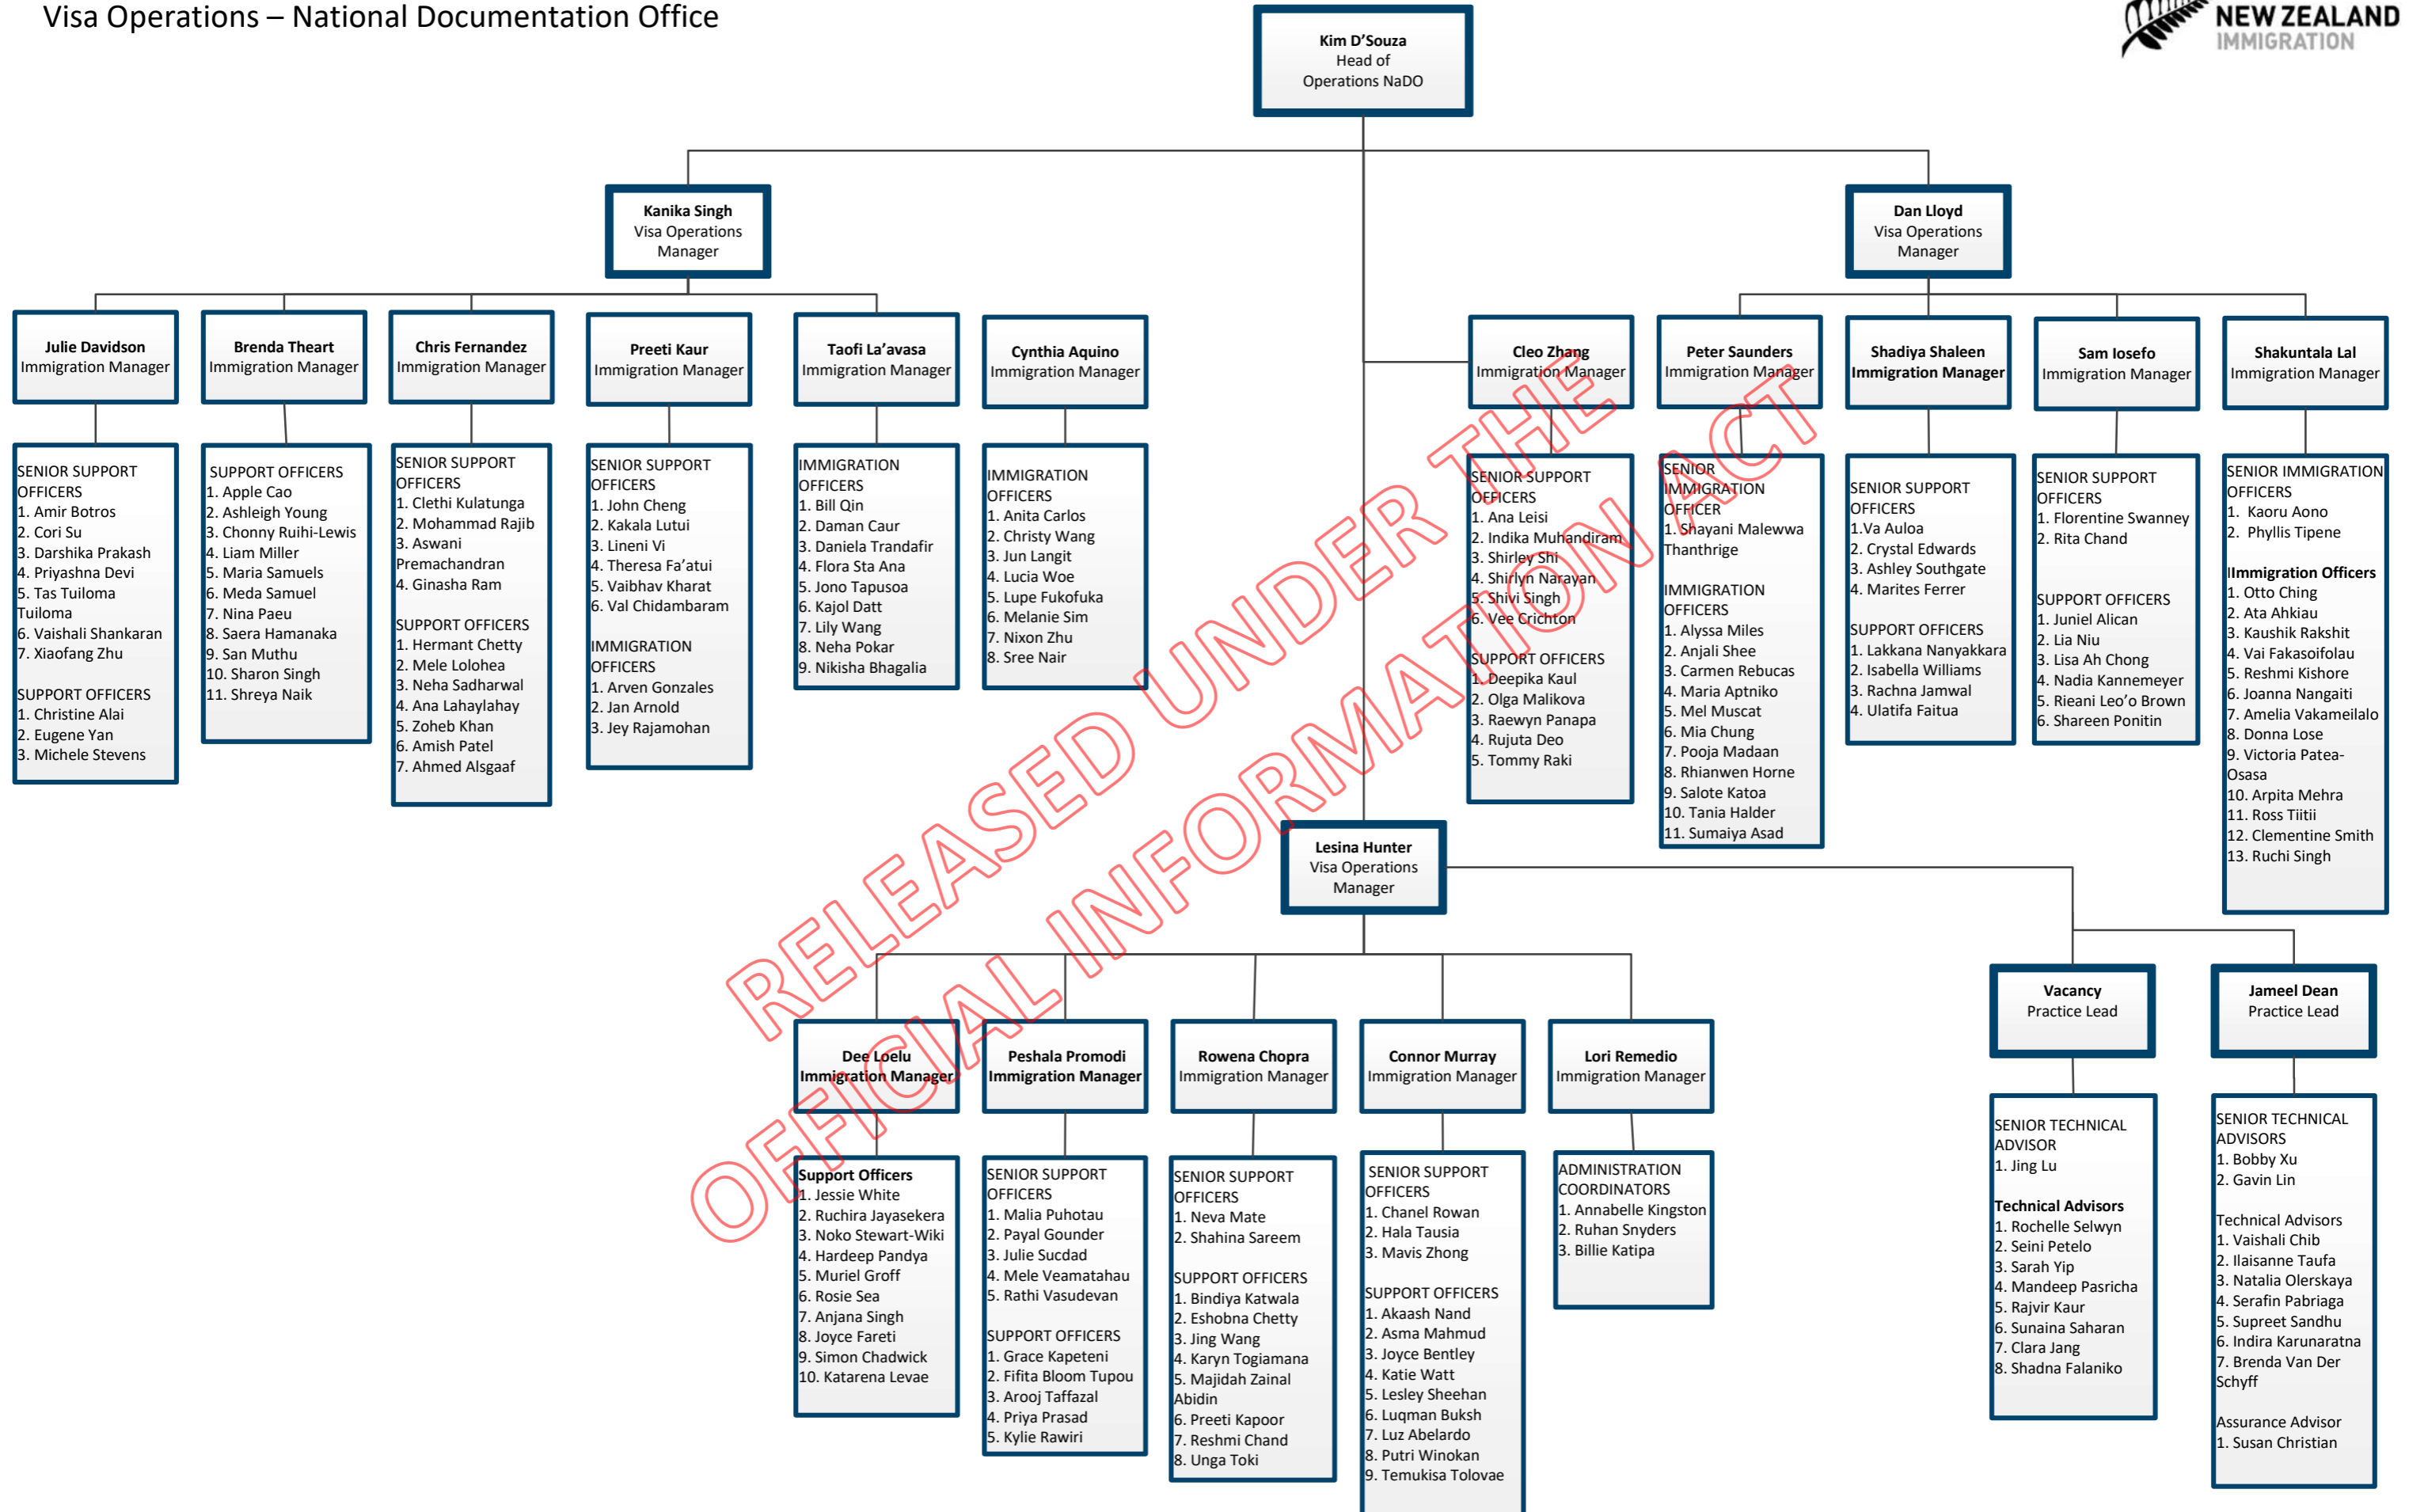 Visa Operations – National Documentation Office
NEW ZEALAND
IMMIGRATION
Kim D'Souza
Head of
Operations NaDO
Kanika Singh
Visa Operations
Manager
Dan Lloyd
Visa Operations
Manager
Julie Davidson
Immigration Manager
Brenda Theart
Immigration Manager
Chris Fernandez
Immigration Manager
Preeti Kaur
Immigration Manager
Taofi La'avasa
Immigration Manager
Cynthia Aquino
Immigration Manager
Cleo Zhang
Immigration Manager
Peter Saunders
Immigration Manager
Shadiya Shaleen
Immigration Manager
Sam Iosefo
Immigration Manager
Shakuntala Lal
Immigration Manager
SENIOR SUPPORT
OFFICERS
1. Amir Botros
2. Cori Su
3. Darshika Prakash
4. Priyashna Devi
5. Tas Tuiloma
Tuiloma
6. Vaishali Shankaran
7. Xiaofang Zhu
SUPPORT OFFICERS
1. Christine Alai
2. Eugene Yan
3. Michele Stevens
SUPPORT OFFICERS
1. Apple Cao
2. Ashleigh Young
3. Chonny Ruihi-Lewis
4. Liam Miller
5. Maria Samuels
6. Meda Samuel
7. Nina Paeu
8. Saera Hamanaka
9. San Muthu
10. Sharon Singh
11. Shreya Naik
SENIOR SUPPORT
OFFICERS
1. Clethi Kulatunga
2. Mohammad Rajib
3. Aswani
Premachandran
4. Ginasha Ram
SUPPORT OFFICERS
1. Hermant Chetty
2. Mele Lolohea
3. Neha Sadharwal
4. Ana Lahaylahay
5. Zoheb Khan
6. Amish Patel
7. Ahmed Alsgaaf
SENIOR SUPPORT
OFFICERS
1. John Cheng
2. Kakala Lutui
3. Lineni Vi
4. Theresa Fa'atui
5. Vaibhav Kharat
6. Val Chidambaram
IMMIGRATION
OFFICERS
1. Arven Gonzales
2. Jan Arnold
3. Jey Rajamohan
IMMIGRATION
OFFICERS
1. Bill Qin
2. Daman Caur
3. Daniela Trandafir
4. Flora Sta Ana
5. Jono Tapusoa
6. Kajol Datt
7. Lily Wang
8. Neha Pokar
9. Nikisha Bhagalia
IMMIGRATION
OFFICERS
1. Anita Carlos
2. Christy Wang
3. Jun Langit
4. Lucia Woe
5. Lupe Fukofuka
6. Melanie Sim
7. Nixon Zhu
8. Sree Nair
SENIOR SUPPORT
OFFICERS
1. Ana Leisi
2. Indika Muhandiram
3. Shirley Shi
4. Shirlyn Narayan
5. Shivi Singh
6. Vee Crichton
SUPPORT OFFICERS
1. Deepika Kaul
2. Olga Malikova
3. Raewyn Panapa
4. Rujuta Deo
5. Tommy Raki
SENIOR
IMMIGRATION
OFFICER
1. Shayani Malewwa
Thanthrige
IMMIGRATION
OFFICERS
1. Alyssa Miles
2. Anjali Shee
3. Carmen Rebucas
4. Maria Aptniko
5. Mel Muscat
6. Mia Chung
7. Pooja Madaan
8. Rhianwen Horne
9. Salote Katoa
10. Tania Halder
11. Sumaiya Asad
SENIOR SUPPORT
OFFICERS
1.Va Auloa
2. Crystal Edwards
3. Ashley Southgate
4. Marites Ferrer
SUPPORT OFFICERS
1. Lakkana Nanyakkara
2. Isabella Williams
3. Rachna Jamwal
4. Ulatifa Faitua
SENIOR SUPPORT
OFFICERS
1. Florentine Swanney
2. Rita Chand
SUPPORT OFFICERS
1. Juniel Alican
2. Lia Niu
3. Lisa Ah Chong
4. Nadia Kannemeyer
5. Rieani Leo'o Brown
6. Shareen Ponitin
SENIOR IMMIGRATION
OFFICERS
1. Kaoru Aono
2. Phyllis Tipene
IImmigration Officers
1. Otto Ching
2. Ata Ahkiau
3. Kaushik Rakshit
4. Vai Fakasoifolau
5. Reshmi Kishore
6. Joanna Nangaiti
7. Amelia Vakameilalo
8. Donna Lose
9. Victoria Patea-
Osasa
10. Arpita Mehra
11. Ross Tiitii
12. Clementine Smith
13. Ruchi Singh
Lesina Hunter
Visa Operations
Manager
Dee Loelu
Immigration Manager
Peshala Promodi
Immigration Manager
Rowena Chopra
Immigration Manager
Connor Murray
Immigration Manager
Lori Remedio
Immigration Manager
Vacancy
Practice Lead
Jameel Dean
Practice Lead
Support Officers
1. Jessie White
2. Ruchira Jayasekera
3. Noko Stewart-Wiki
4. Hardeep Pandya
5. Muriel Groff
6. Rosie Sea
7. Anjana Singh
8. Joyce Fareti
9. Simon Chadwick
10. Katarena Levae
SENIOR SUPPORT
OFFICERS
1. Malia Puhotau
2. Payal Gounder
3. Julie Sucdad
4. Mele Veamatahau
5. Rathi Vasudevan
SUPPORT OFFICERS
1. Grace Kapeteni
2. Fifita Bloom Tupou
3. Arooj Taffazal
4. Priya Prasad
5. Kylie Rawiri
SENIOR SUPPORT
OFFICERS
1. Neva Mate
2. Shahina Sareem
SUPPORT OFFICERS
1. Bindiya Katwala
2. Eshobna Chetty
3. Jing Wang
4. Karyn Togiamana
5. Majidah Zainal
Abidin
6. Preeti Kapoor
7. Reshmi Chand
8. Unga Toki
SENIOR SUPPORT
OFFICERS
1. Chanel Rowan
2. Hala Tausia
3. Mavis Zhong
SUPPORT OFFICERS
1. Akaash Nand
2. Asma Mahmud
3. Joyce Bentley
4. Katie Watt
5. Lesley Sheehan
6. Luqman Buksh
7. Luz Abelardo
8. Putri Winokan
9. Temukisa Tolovae
ADMINISTRATION
COORDINATORS
1. Annabelle Kingston
2. Ruhan Snyders
3. Billie Katipa
SENIOR TECHNICAL
ADVISOR
1. Jing Lu
Technical Advisors
1. Rochelle Selwyn
2. Seini Petelo
3. Sarah Yip
4. Mandeep Pasricha
5. Rajvir Kaur
6. Sunaina Saharan
7. Clara Jang
8. Shadna Falaniko
SENIOR TECHNICAL
ADVISORS
1. Bobby Xu
2. Gavin Lin
Technical Advisors
1. Vaishali Chib
2. Ilaisanne Taufa
3. Natalia Olerskaya
4. Serafin Pabriaga
5. Supreet Sandhu
6. Indira Karunaratna
7. Brenda Van Der
Schyff
Assurance Advisor
1. Susan Christian
RELEASED UNDER THE
OFFICIAL INFORMATION ACT